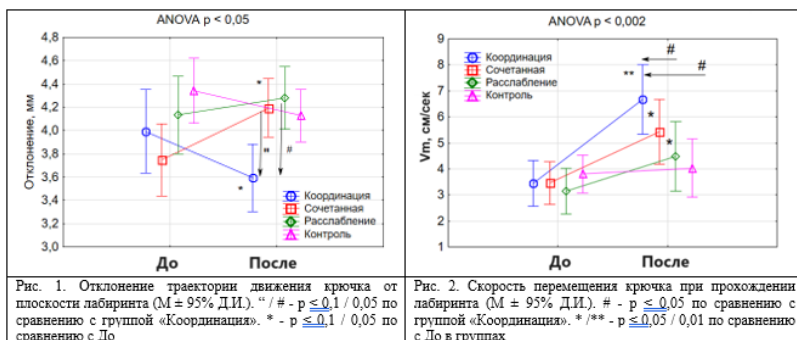 ANOVA p < 0,05
4,8
4,6
4,4
4,2
4,0
3,8
3,6
3,4
3,2
3,0
Отклонение, мм
*
"
#
*
Координация
Сочетанная
Расслабление
Контроль
До
После
Рис. 1. Отклонение траектории движения крючка от
плоскости лабиринта (М ± 95% Д.И.). “ / # - p ≤ 0,1 / 0,05 по
сравнению с группой «Координация». * - p ≤ 0,1 / 0,05 по
сравнению с До
ANOVA p < 0,002
9
8
7
6
5
4
3
2
1
Vm, см/сек
Координация
Сочетанная
Расслабление
Контроль
#
#
**
*
*
До
После
Рис. 2. Скорость перемещения крючка при прохождении
лабиринта (М ± 95% Д.И.). # - p ≤ 0,05 по сравнению с
группой «Координация». * /** - p ≤ 0,05 / 0,01 по сравнению
с До в группах